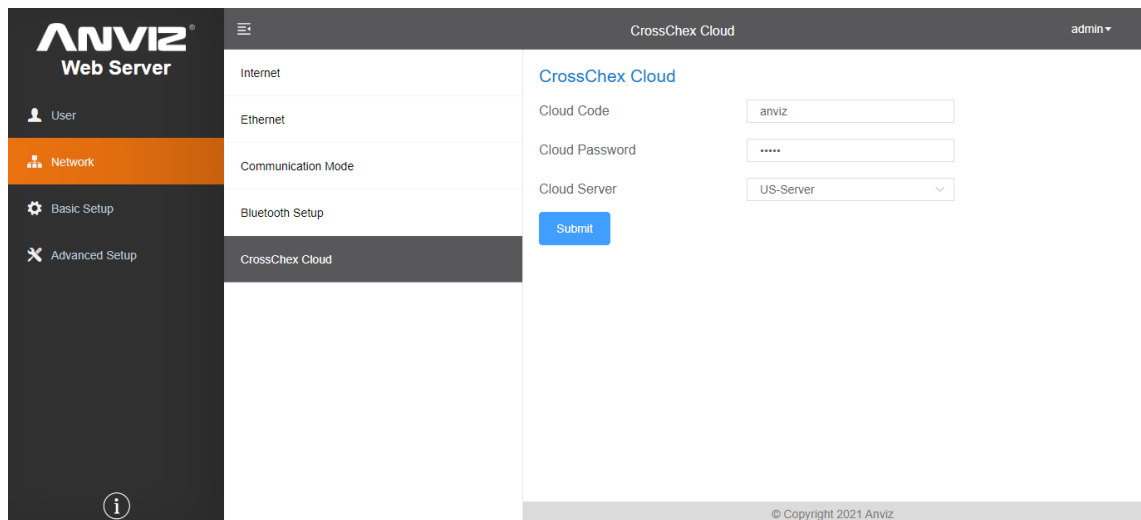 ANVIZ®
Web Server
User
Network
Basic Setup
Advanced Setup
i
CrossChex Cloud
admin
Internet
Ethernet
Communication Mode
Bluetooth Setup
CrossChex Cloud
CrossChex Cloud
Cloud Code
anviz
Cloud Password
•••••
Cloud Server
US-Server
Submit
© Copyright 2021 Anviz